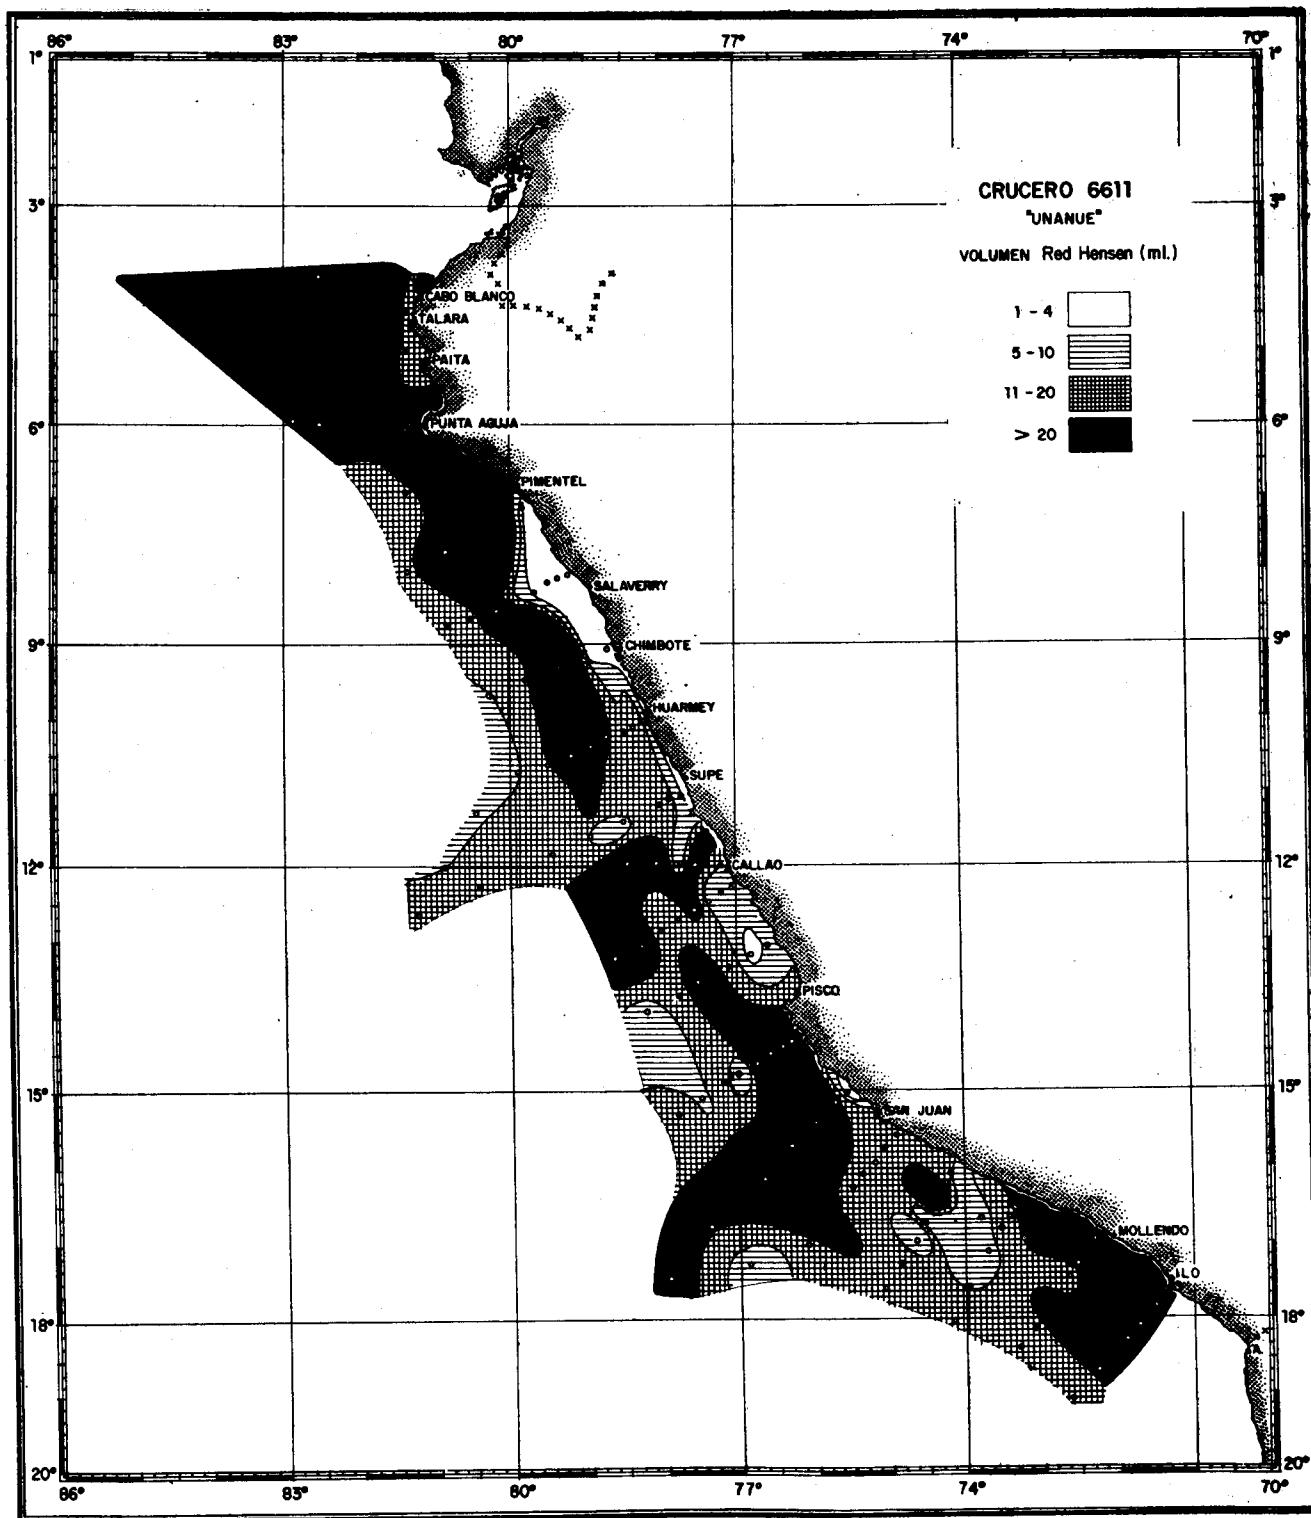 86° 83° 80° 77° 74° 70°
1° 1°
CRUCERO 6611
"UNANUE"
VOLUMEN Red Hensen (ml.)
3° 3°
CABO BLANCO
1 - 4
TALARA
5 - 10
PAITA
11 - 20
PUNTA AGUJA
> 20
6° 6°
PIMENTEL
SALAVERRY
9° 9°
CHIMBOTE
HUARMEY
SUPE
12° 12°
CALLAO
PISCO
15° 15°
SAN JUAN
MOLLENDO
ILO
18° 18°
20° 20°
86° 83° 80° 77° 74° 70°